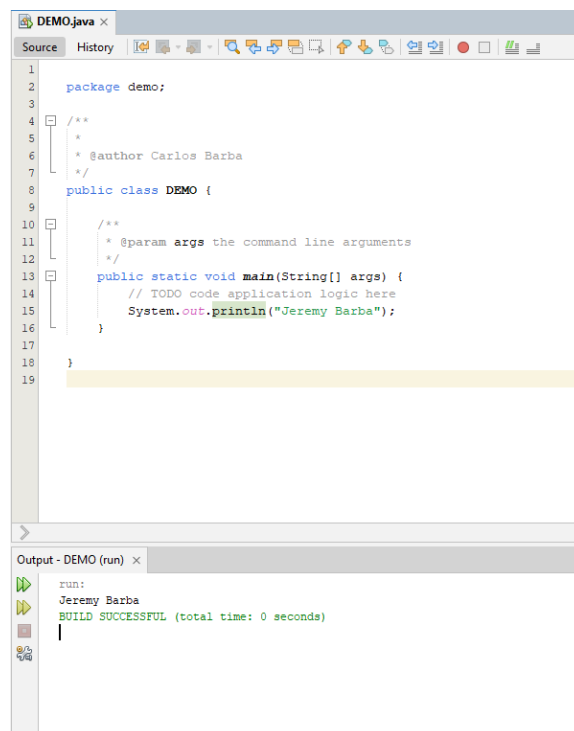 DEMO.java ×
Source History
1
2 package demo;
3
4 /**
5 *
6 * @author Carlos Barba
7 */
8 public class DEMO {
9
10 /**
11 * @param args the command line arguments
12 */
13 public static void main(String[] args) {
14 // TODO code application logic here
15 System.out.println("Jeremy Barba");
16 }
17
18 }
19
Output - DEMO (run) ×
run:
Jeremy Barba
BUILD SUCCESSFUL (total time: 0 seconds)